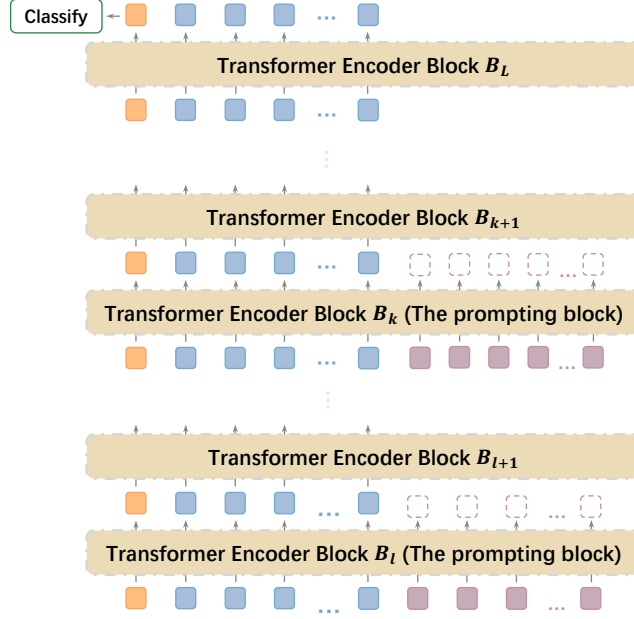 Classify
...
Transformer Encoder Block B_L
...
...
Transformer Encoder Block B_{k+1}
... ...
Transformer Encoder Block B_k (The prompting block)
... ...
...
Transformer Encoder Block B_{l+1}
... ...
Transformer Encoder Block B_l (The prompting block)
... ...